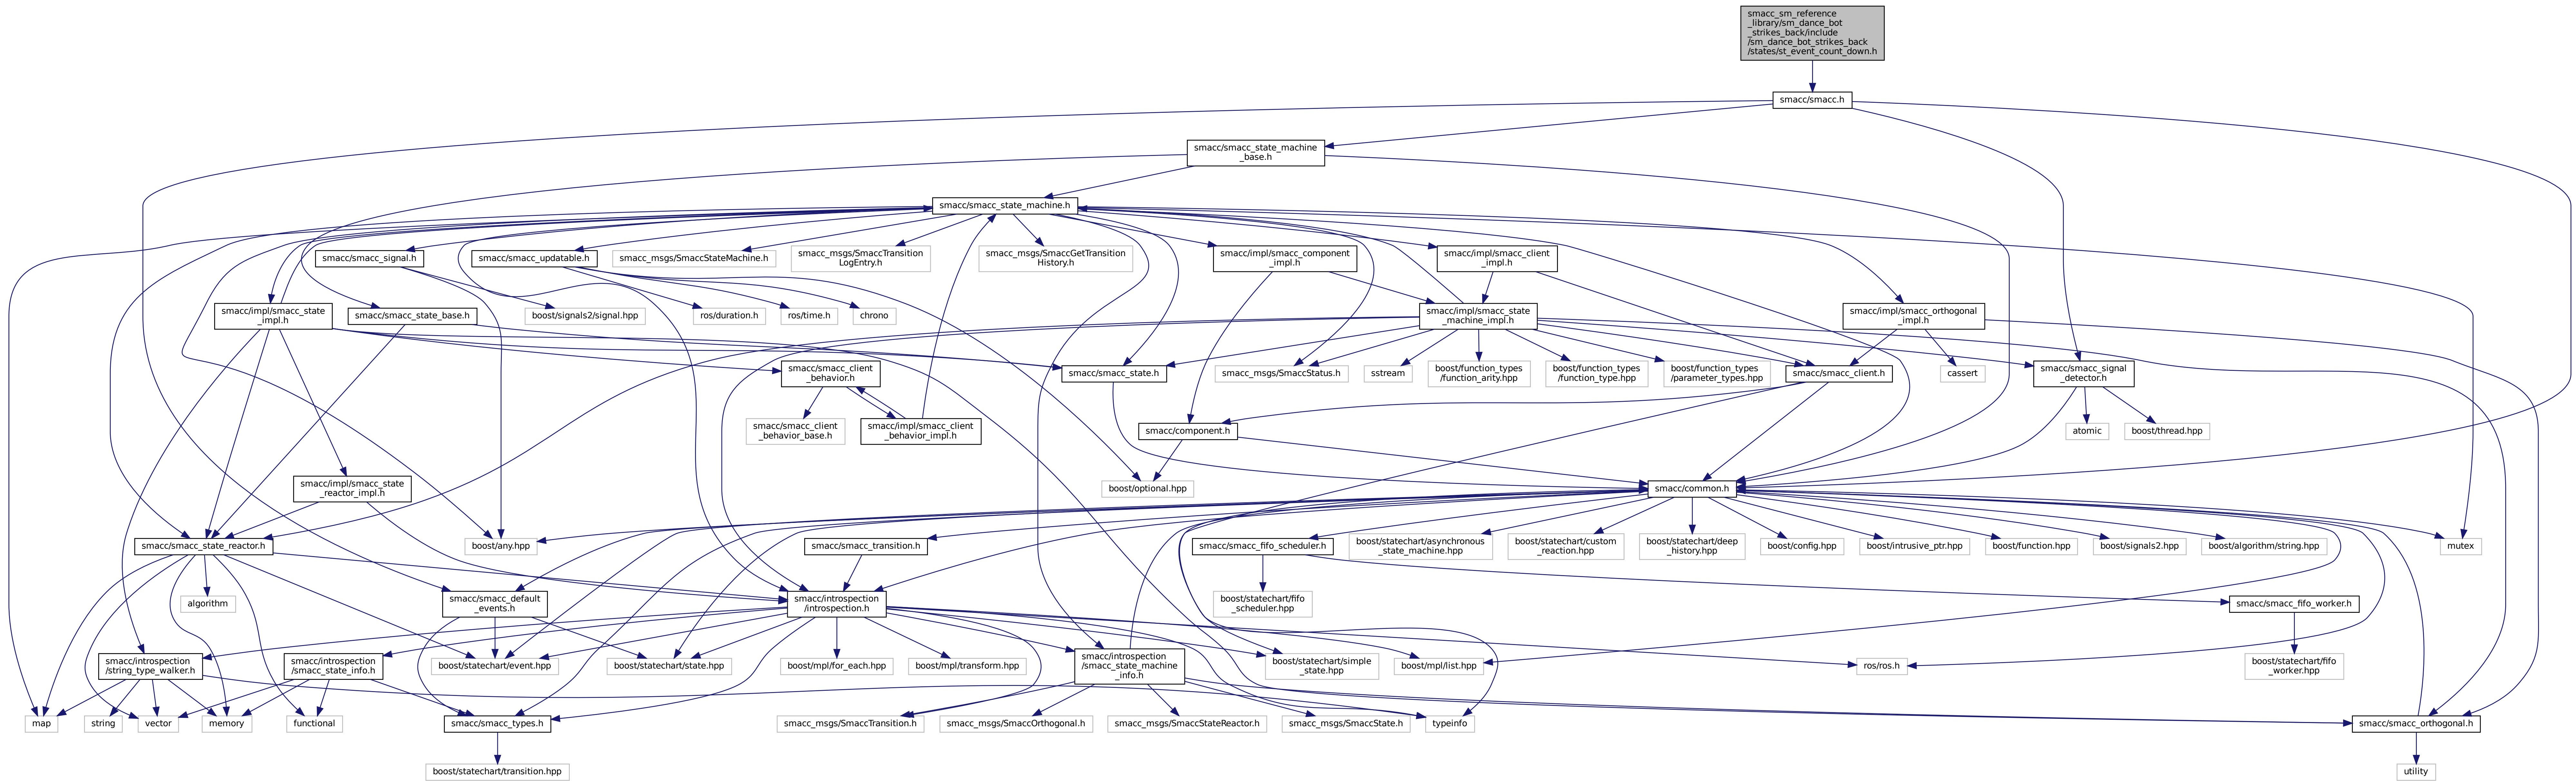 smacc_sm_reference
_library/sm_dance_bot
_strikes_back/include
/sm_dance_bot_strikes_back
/states/st_event_count_down.h
smacc/smacc.h
smacc/smacc_state_machine
_base.h
smacc/smacc_state_machine.h
smacc/smacc_signal.h
smacc/smacc_updatable.h
smacc_msgs/SmaccStateMachine.h
smacc_msgs/SmaccTransition
LogEntry.h
smacc_msgs/SmaccGetTransition
History.h
smacc/impl/smacc_component
_impl.h
smacc/impl/smacc_client
_impl.h
smacc/impl/smacc_state
_impl.h
smacc/smacc_state_base.h
boost/signals2/signal.hpp
ros/duration.h
ros/time.h
chrono
smacc/impl/smacc_state
_machine_impl.h
smacc/impl/smacc_orthogonal
_impl.h
smacc/smacc_client
_behavior.h
smacc/smacc_state.h
smacc_msgs/SmaccStatus.h
sstream
boost/function_types
/function_arity.hpp
boost/function_types
/function_type.hpp
boost/function_types
/parameter_types.hpp
smacc/smacc_client.h
cassert
smacc/smacc_signal
_detector.h
smacc/smacc_client
_behavior_base.h
smacc/impl/smacc_client
_behavior_impl.h
smacc/component.h
atomic
boost/thread.hpp
smacc/impl/smacc_state
_reactor_impl.h
boost/optional.hpp
smacc/common.h
smacc/smacc_state_reactor.h
boost/any.hpp
smacc/smacc_transition.h
smacc/smacc_fifo_scheduler.h
boost/statechart/asynchronous
_state_machine.hpp
boost/statechart/custom
_reaction.hpp
boost/statechart/deep
_history.hpp
boost/config.hpp
boost/intrusive_ptr.hpp
boost/function.hpp
boost/signals2.hpp
boost/algorithm/string.hpp
mutex
algorithm
smacc/smacc_default
_events.h
smacc/introspection
/introspection.h
boost/statechart/fifo
_scheduler.hpp
smacc/smacc_fifo_worker.h
smacc/introspection
/string_type_walker.h
smacc/introspection
/smacc_state_info.h
boost/statechart/event.hpp
boost/statechart/state.hpp
boost/mpl/for_each.hpp
boost/mpl/transform.hpp
smacc/introspection
/smacc_state_machine
_info.h
boost/statechart/simple
_state.hpp
boost/mpl/list.hpp
ros/ros.h
boost/statechart/fifo
_worker.hpp
map
string
vector
memory
functional
smacc/smacc_types.h
smacc_msgs/SmaccTransition.h
smacc_msgs/SmaccOrthogonal.h
smacc_msgs/SmaccStateReactor.h
smacc_msgs/SmaccState.h
typeinfo
smacc/smacc_orthogonal.h
boost/statechart/transition.hpp
utility